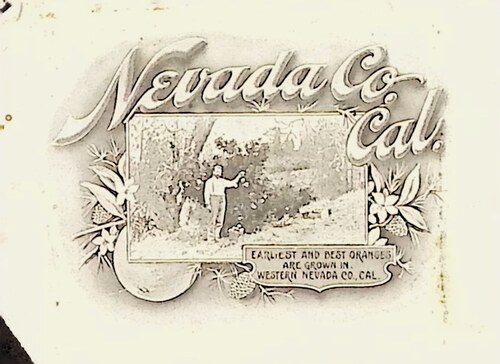 Nevada Co.
Cal.
EARLIEST AND BEST ORANGES
ARE GROWN IN
WESTERN NEVADA CO., CAL.